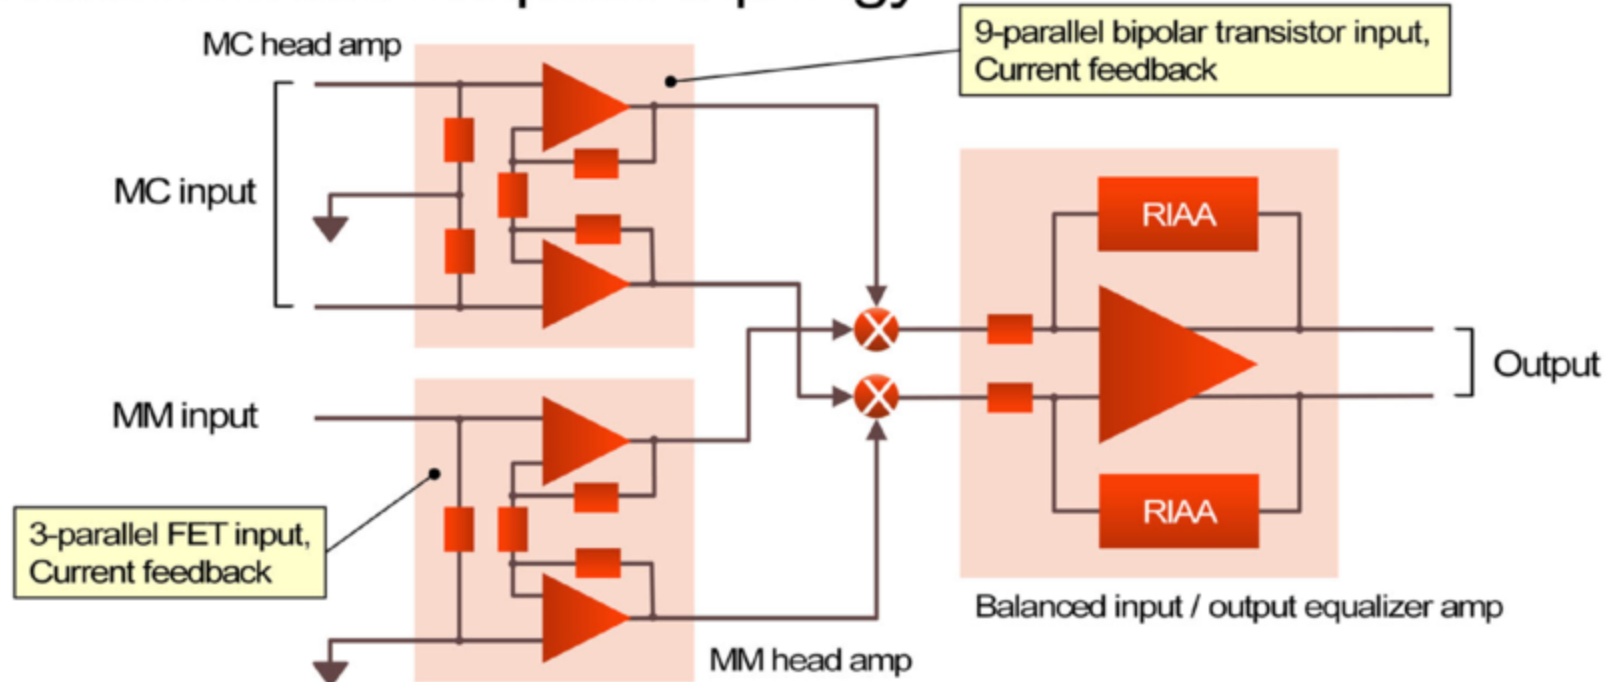 MC head amp
9-parallel bipolar transistor input,
Current feedback
MC input
RIAA
Output
MM input
3-parallel FET input,
Current feedback
RIAA
Balanced input / output equalizer amp
MM head amp